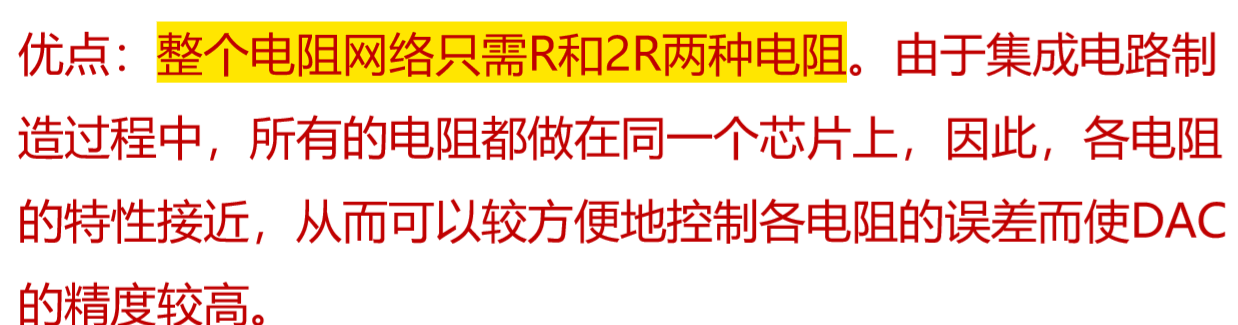 优点：整个电阻网络只需R和2R两种电阻。由于集成电路制
造过程中，所有的电阻都做在同一个芯片上，因此，各电阻
的特性接近，从而可以较方便地控制各电阻的误差而使DAC
的精度较高。